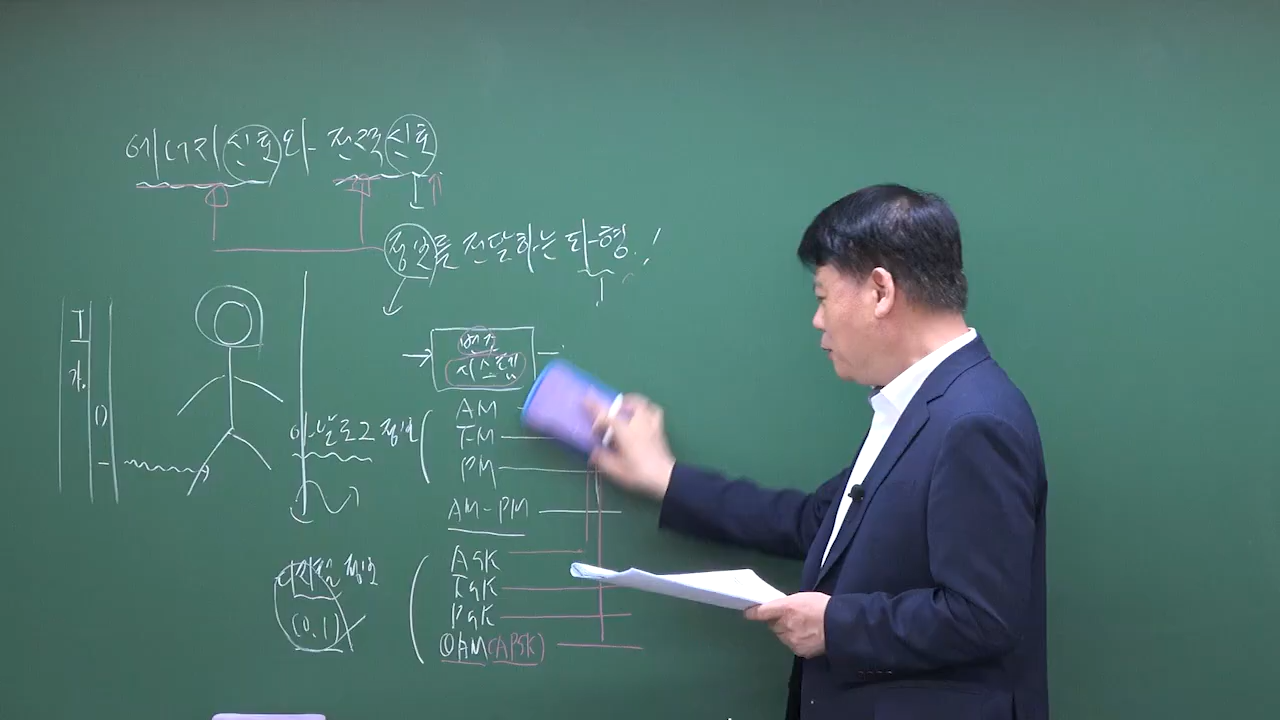 에너지 신호와 전력 신호
정보를 전달하는 파형!
변조
시스템
AM
FM
아날로그 정보
PM
AM-PM
ASK
디지털 정보
FSK
PSK
(0, 1)
QAM(APSK)